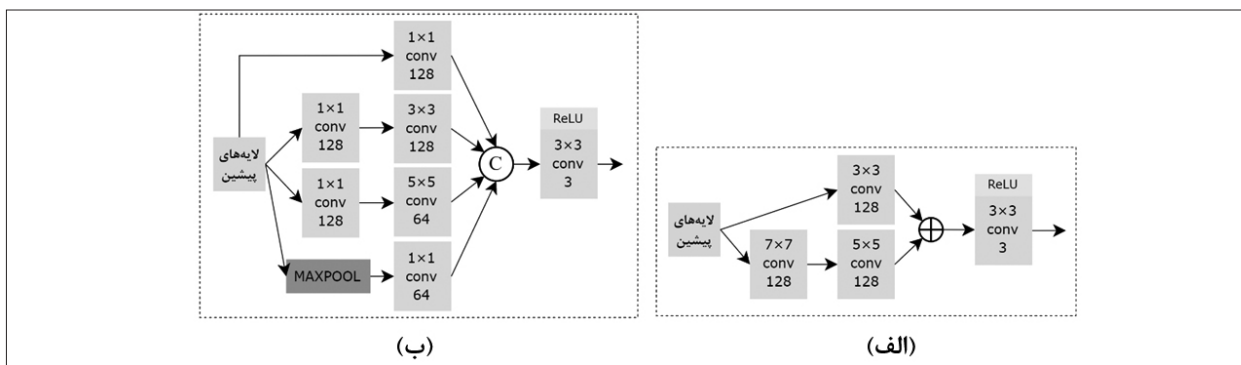 1×1
conv
128
1×1
conv
128
3×3
conv
128
لایه‌های
پیشین
1×1
conv
128
5×5
conv
64
MAXPOOL
1×1
conv
64
C
ReLU
3×3
conv
3
(ب)
لایه‌های
پیشین
3×3
conv
128
7×7
conv
128
5×5
conv
128
ReLU
3×3
conv
3
(الف)